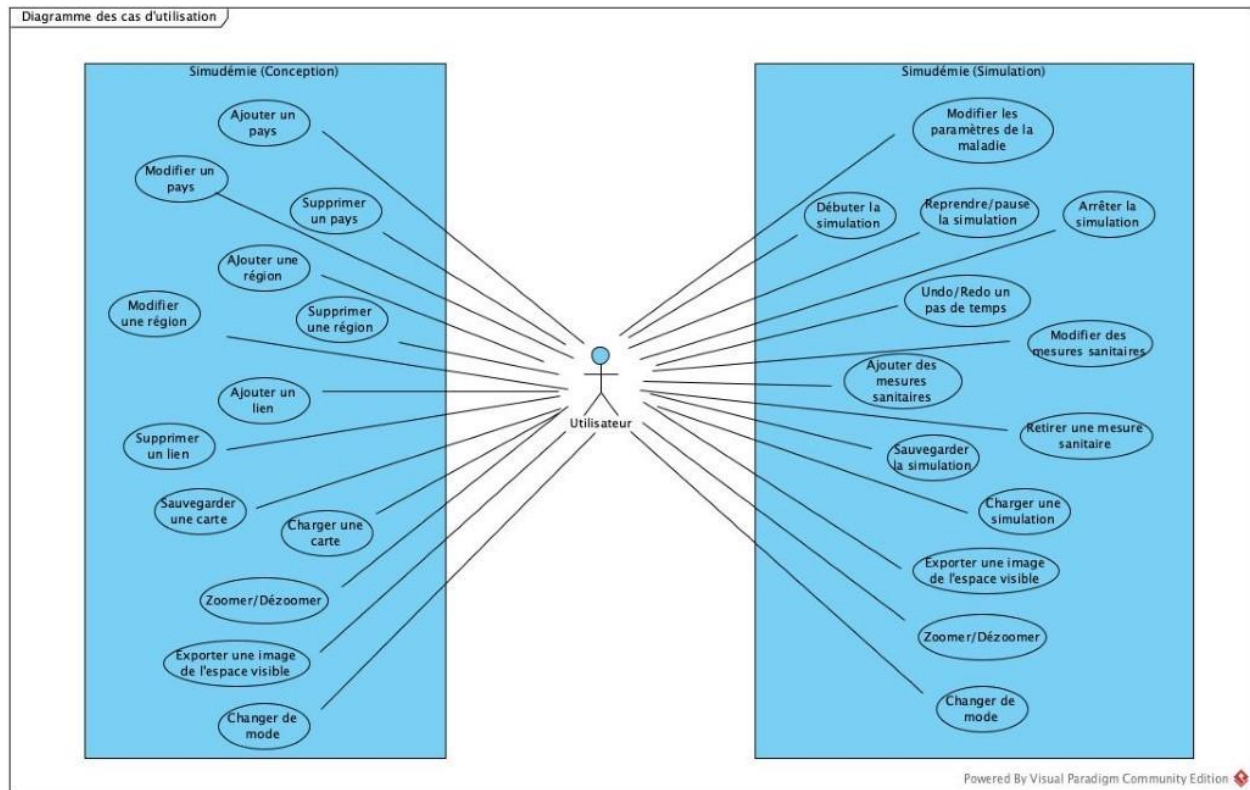 Diagramme des cas d'utilisation
Simudémie (Conception)
Ajouter un
pays
Modifier un
pays
Supprimer
un pays
AJouter une
région
Modifier
une région
Supprimer
une région
Ajouter un
lien
Supprimer
un lien
Sauvegarder
une carte
Charger une
carte
Zoomer/Dézoomer
Exporter une image
de l'espace visible
Changer de
mode
Utilisateur
Simudémie (Simulation)
Modifier les
paramètres de la
maladie
Débuter la
simulation
Reprendre/pause
la simulation
Arrêter la
simulation
Undo/Redo un
pas de temps
Modifier des
mesures sanitaires
Ajouter des
mesures
sanitaires
Retirer une mesure
sanitaire
Sauvegarder
la simulation
Charger une
simulation
Exporter une image
de l'espace visible
Zoomer/Dézoomer
Changer de
mode
Powered By Visual Paradigm Community Edition